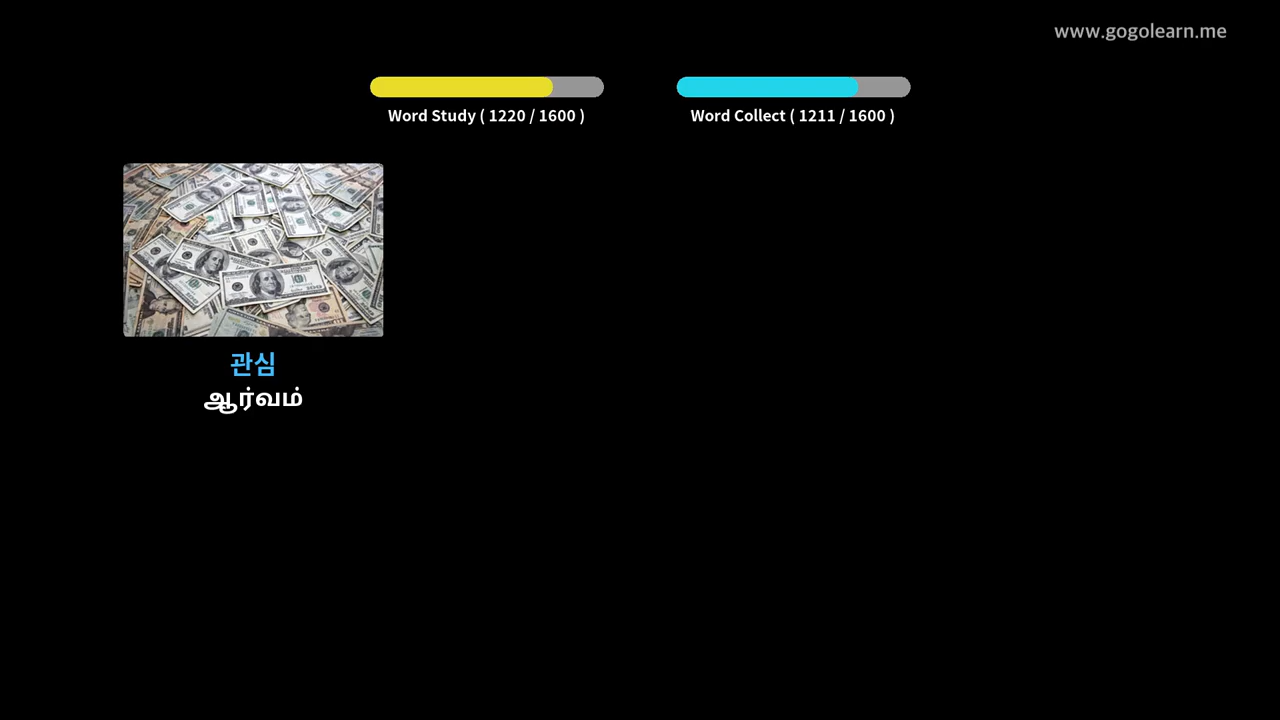 www.gogolearn.me
Word Study ( 1220 / 1600 )
Word Collect ( 1211 / 1600 )
관심
ஆர்வம்